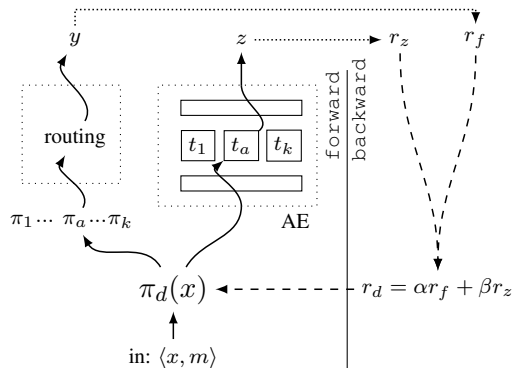 y z r_z r_f
forward
backward
routing t_1 t_a t_k
AE
π_1... π_a...π_k
π_d(x) r_d = αr_f + βr_z
in: ⟨x, m⟩